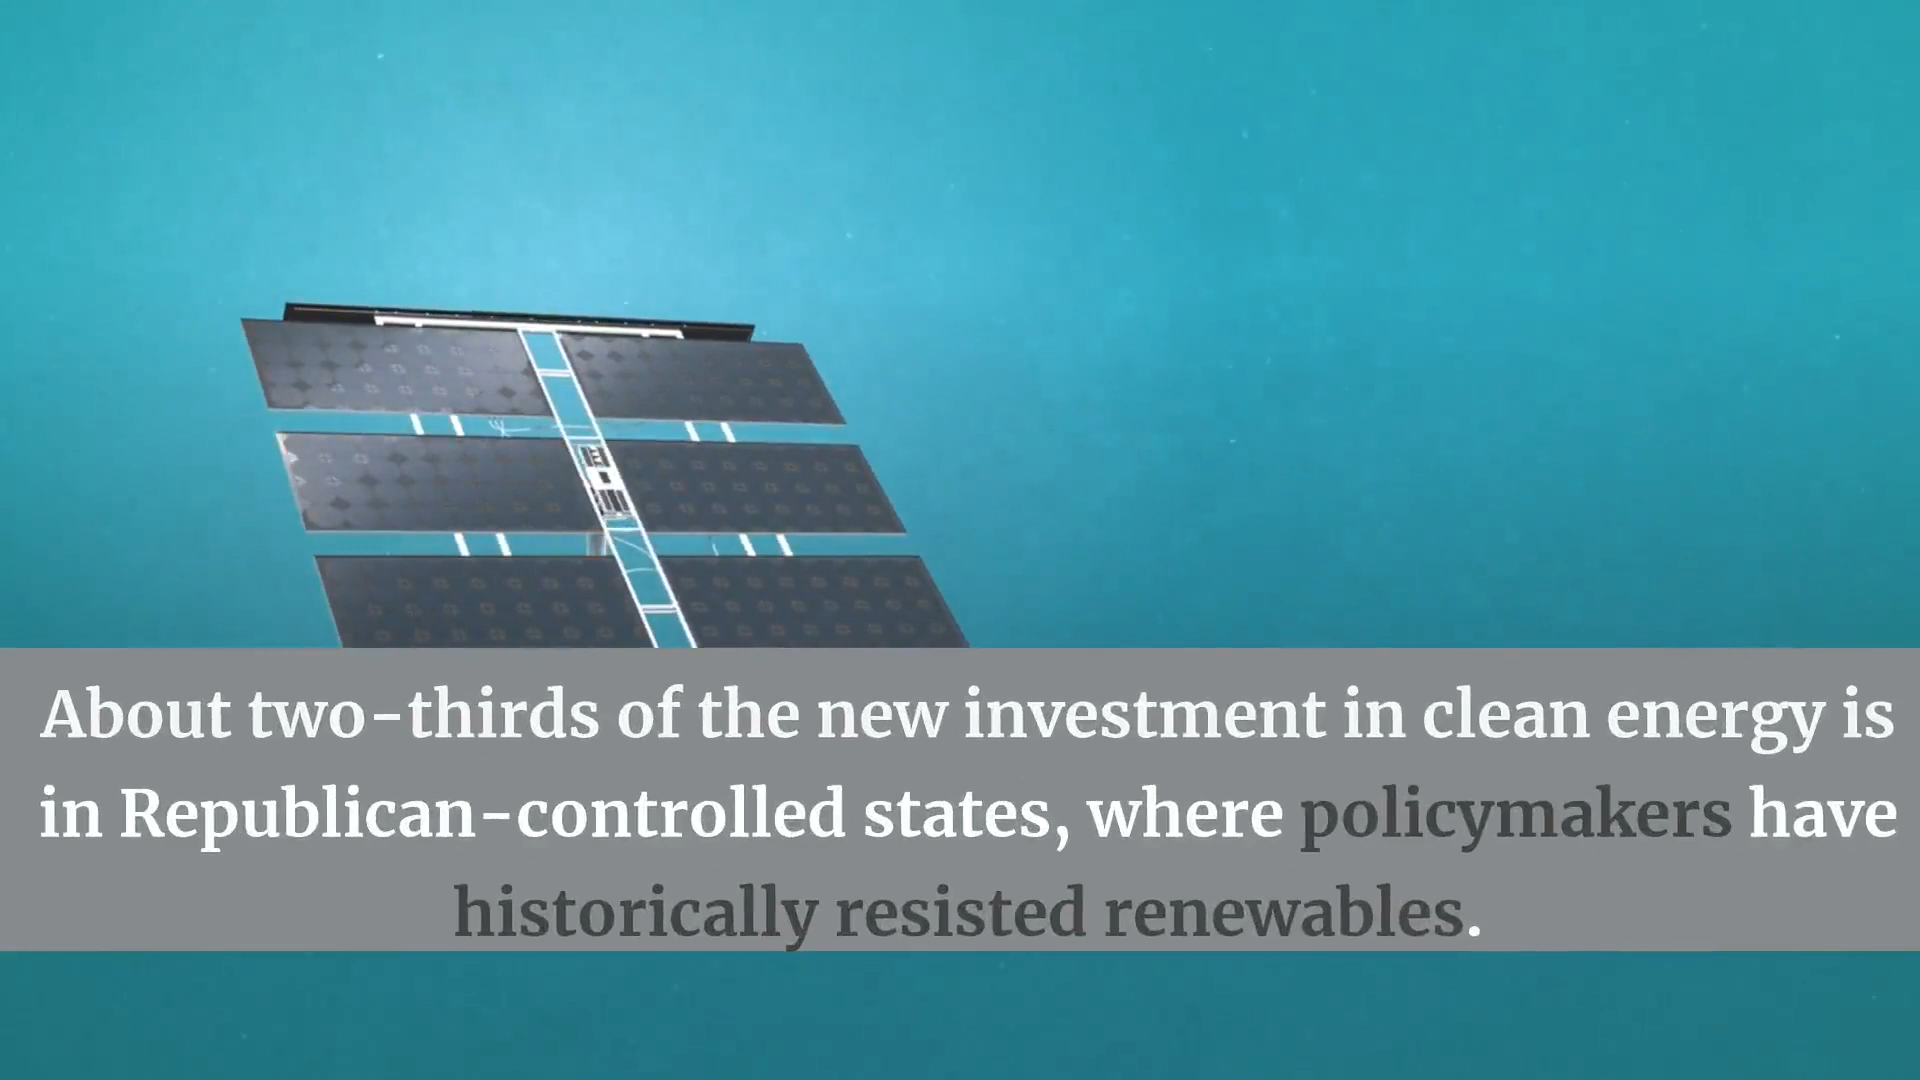 About two-thirds of the new investment in clean energy is
in Republican-controlled states, where policymakers have
historically resisted renewables.